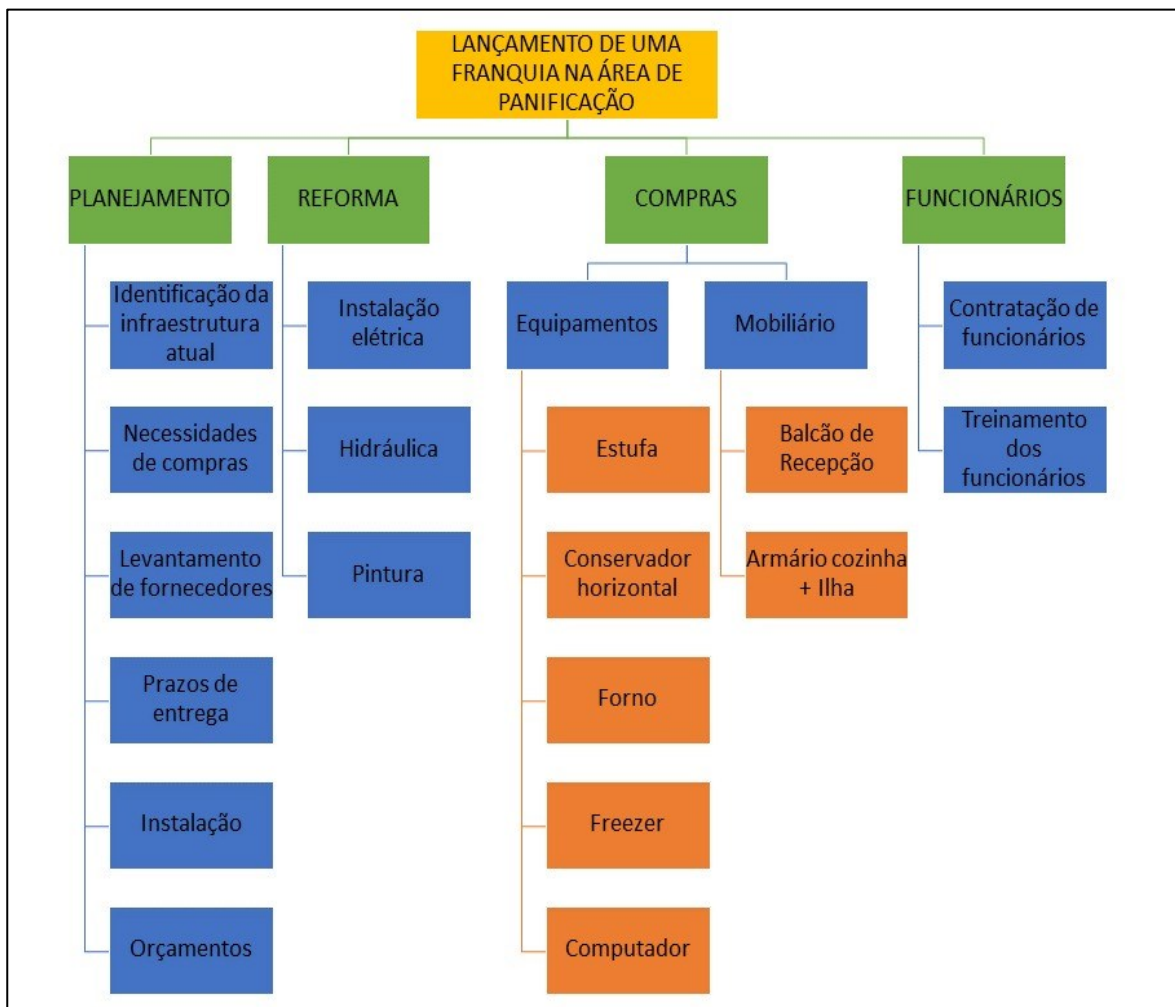 LANÇAMENTO DE UMA
FRANQUIA NA ÁREA DE
PANIFICAÇÃO
PLANEJAMENTO
REFORMA
COMPRAS
FUNCIONÁRIOS
Identificação da
infraestrutura
atual
Necessidades
de compras
Levantamento
de fornecedores
Prazos de
entrega
Instalação
Orçamentos
Instalação
elétrica
Hidráulica
Pintura
Equipamentos
Estufa
Conservador
horizontal
Forno
Freezer
Computador
Mobiliário
Balcão de
Recepção
Armário cozinha
+ Ilha
Contratação de
funcionários
Treinamento
dos
funcionários